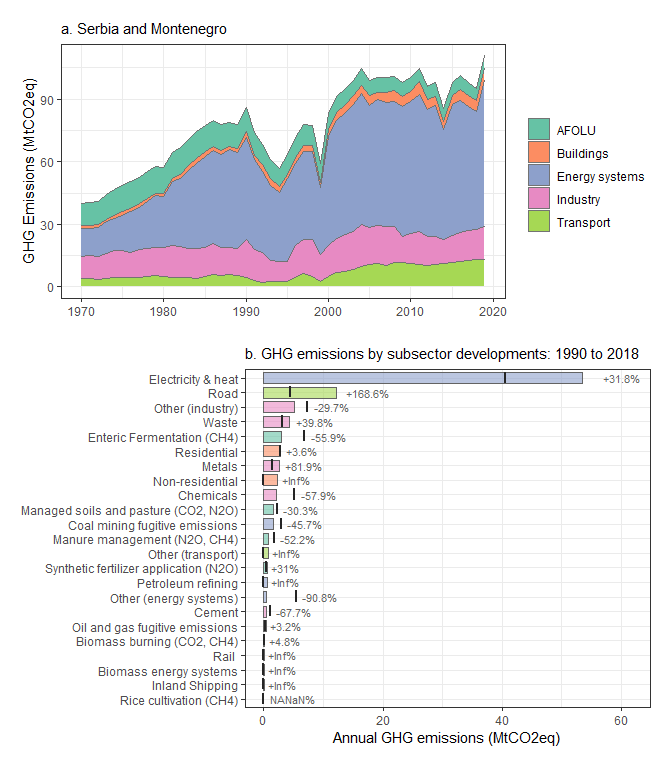 a. Serbia and Montenegro
GHG Emissions (MtCO2eq)
90
60
30
0
1970
1980
1990
2000
2010
2020
AFOLU
Buildings
Energy systems
Industry
Transport
b. GHG emissions by subsector developments: 1990 to 2018
Electricity & heat +31.8%
Road +168.6%
Other (industry) -29.7%
Waste +39.8%
Enteric Fermentation (CH4) -55.9%
Residential +3.6%
Metals +81.9%
Non-residential +Inf%
Chemicals -57.9%
Managed soils and pasture (CO2, N2O) -30.3%
Coal mining fugitive emissions -45.7%
Manure management (N2O, CH4) -52.2%
Other (transport) +Inf%
Synthetic fertilizer application (N2O) +31%
Petroleum refining +Inf%
Other (energy systems) -90.8%
Cement -67.7%
Oil and gas fugitive emissions +3.2%
Biomass burning (CO2, CH4) +4.8%
Rail +Inf%
Biomass energy systems +Inf%
Inland Shipping +Inf%
Rice cultivation (CH4) NANaN%
0
20
40
60
Annual GHG emissions (MtCO2eq)